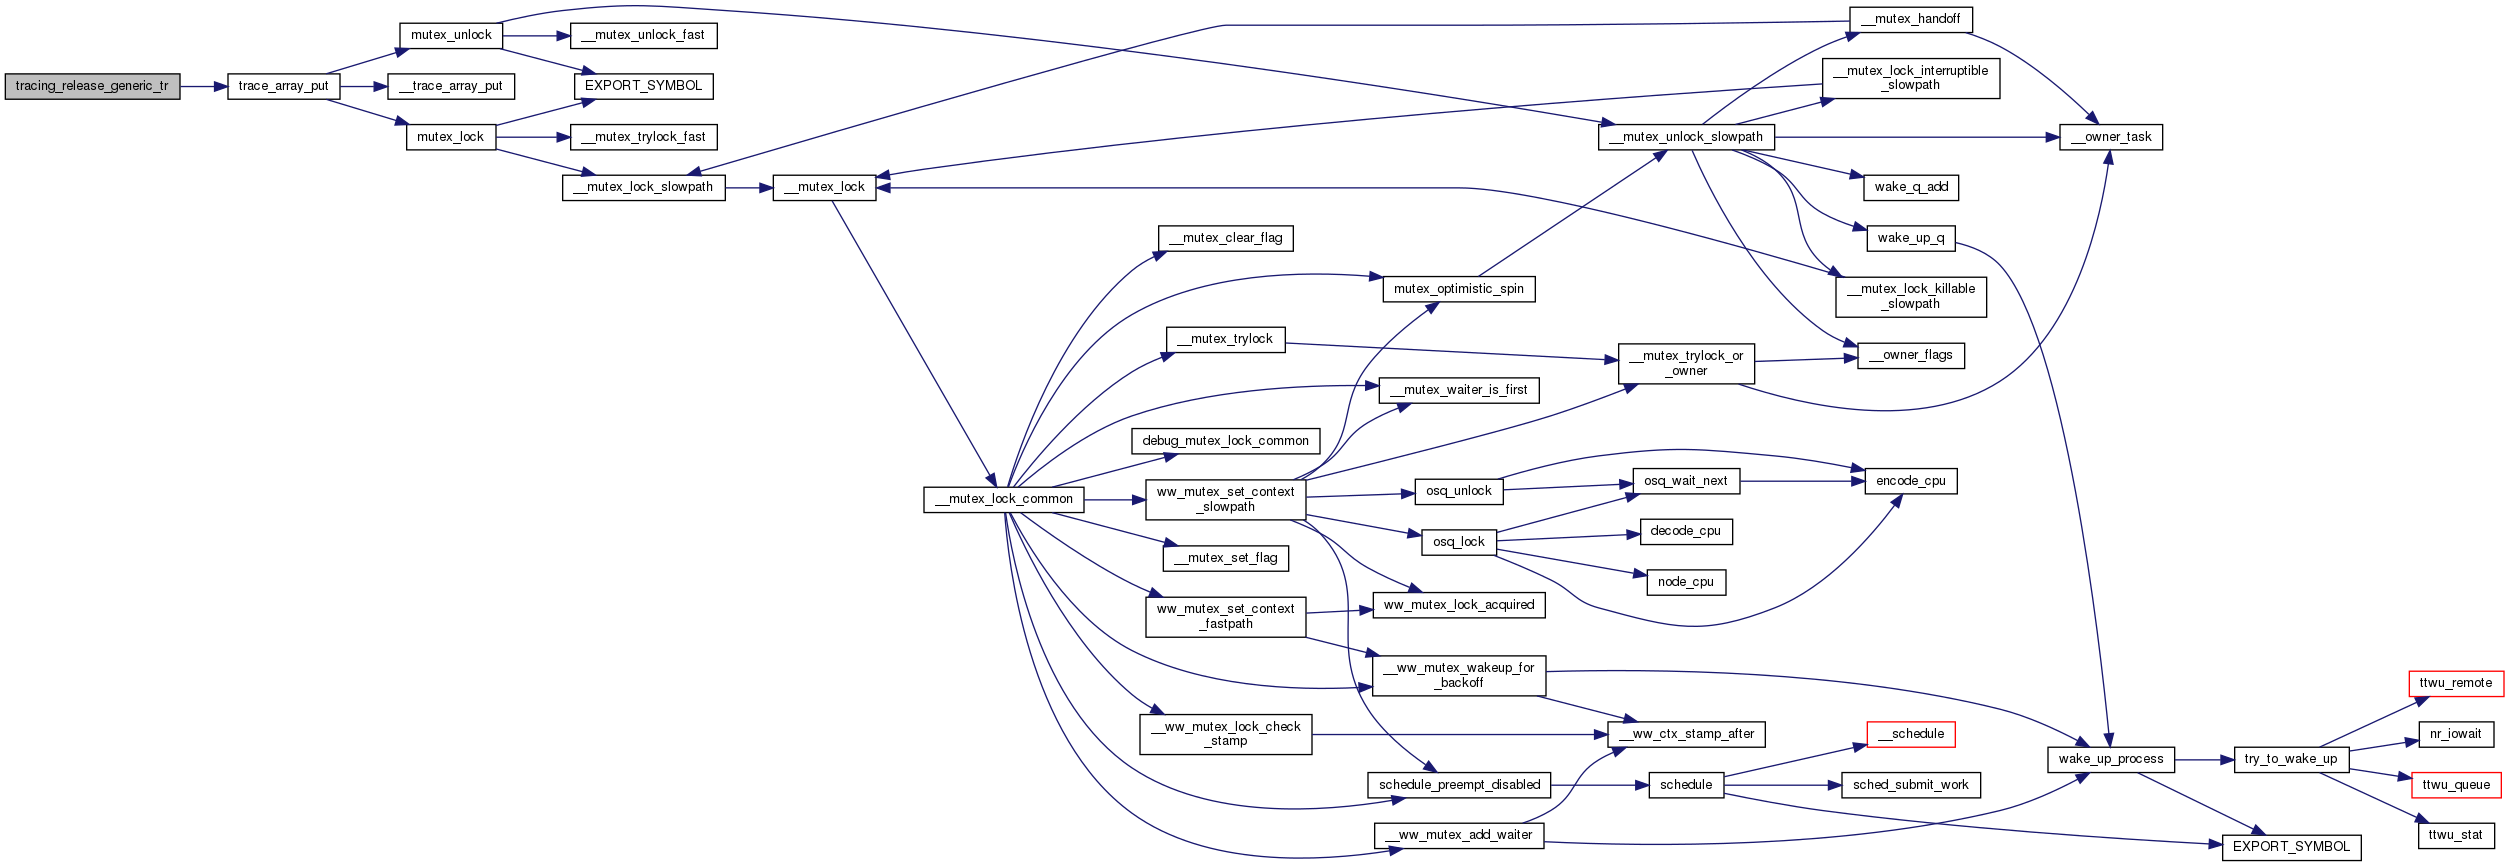 tracing_release_generic_tr
trace_array_put
mutex_unlock
__trace_array_put
mutex_lock
__mutex_unlock_fast
EXPORT_SYMBOL
__mutex_trylock_fast
__mutex_lock_slowpath
__mutex_lock
__mutex_lock_common
__mutex_clear_flag
__mutex_trylock
debug_mutex_lock_common
ww_mutex_set_context
_slowpath
__mutex_set_flag
ww_mutex_set_context
_fastpath
__ww_mutex_lock_check
_stamp
mutex_optimistic_spin
__mutex_waiter_is_first
osq_unlock
osq_lock
ww_mutex_lock_acquired
__ww_mutex_wakeup_for
_backoff
schedule_preempt_disabled
__ww_mutex_add_waiter
__mutex_unlock_slowpath
__mutex_trylock_or
_owner
osq_wait_next
decode_cpu
node_cpu
__ww_ctx_stamp_after
schedule
__mutex_handoff
__mutex_lock_interruptible
_slowpath
wake_q_add
wake_up_q
__mutex_lock_killable
_slowpath
__owner_flags
encode_cpu
__schedule
sched_submit_work
__owner_task
wake_up_process
try_to_wake_up
EXPORT_SYMBOL
ttwu_remote
nr_iowait
ttwu_queue
ttwu_stat